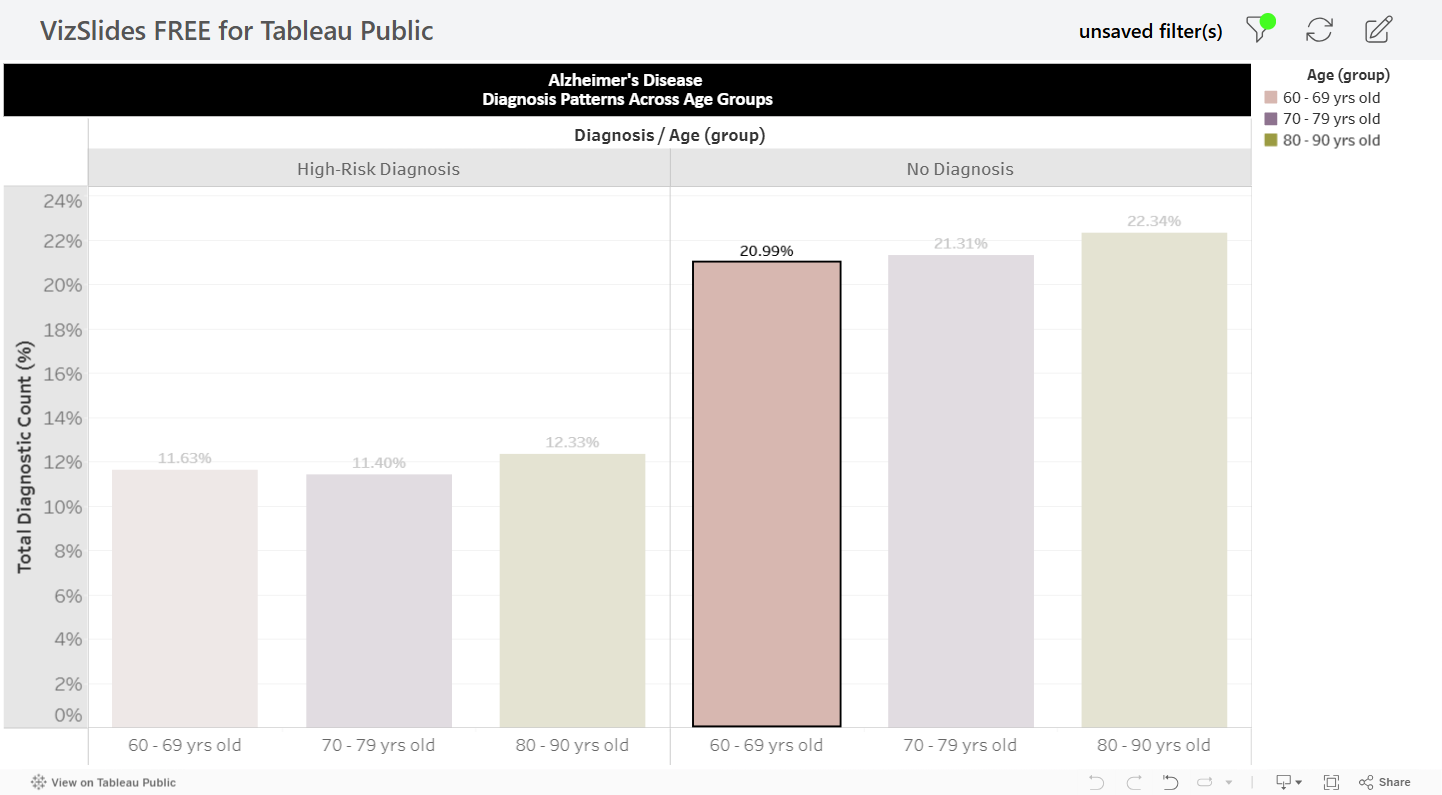 VizSlides FREE for Tableau Public
unsaved filter(s)
Alzheimer's Disease
Diagnosis Patterns Across Age Groups
Age (group)
60 - 69 yrs old
70 - 79 yrs old
80 - 90 yrs old
Diagnosis / Age (group)
High-Risk Diagnosis
No Diagnosis
Total Diagnostic Count (%)
24%
22%
20%
18%
16%
14%
12%
10%
8%
6%
4%
2%
0%
11.63%
11.40%
12.33%
20.99%
21.31%
22.34%
60 - 69 yrs old
70 - 79 yrs old
80 - 90 yrs old
60 - 69 yrs old
70 - 79 yrs old
80 - 90 yrs old
View on Tableau Public
Share